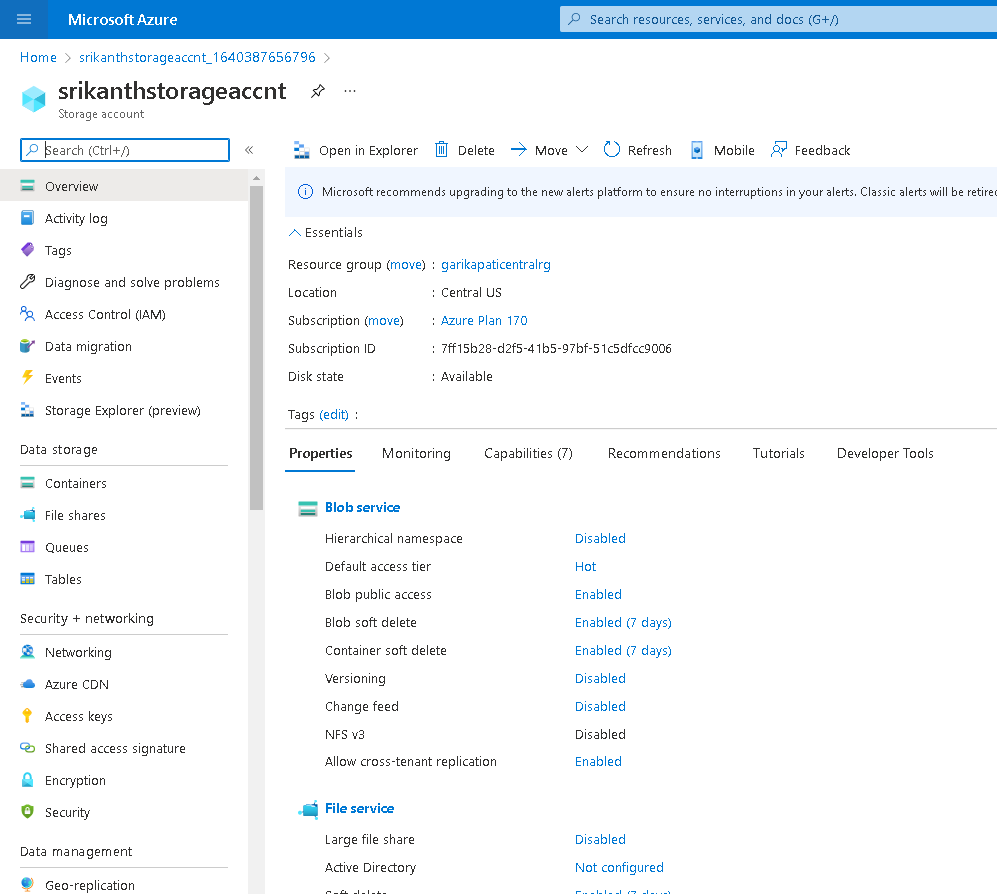 Microsoft Azure
Search resources, services, and docs (G+/)
Home > srikanthstorageaccnt_1640387656796 >
srikanthstorageaccnt
...
Storage account
Search (Ctrl+/)
«
Overview
Activity log
Tags
Diagnose and solve problems
Access Control (IAM)
Data migration
Events
Storage Explorer (preview)
Data storage
Containers
File shares
Queues
Tables
Security + networking
Networking
Azure CDN
Access keys
Shared access signature
Encryption
Security
Data management
Geo-replication
Open in Explorer Delete Move Refresh Mobile Feedback
Microsoft recommends upgrading to the new alerts platform to ensure no interruptions in your alerts. Classic alerts will be retired
Essentials
Resource group (move) : garikapaticentralrg
Location : Central US
Subscription (move) : Azure Plan 170
Subscription ID : 7ff15b28-d2f5-41b5-97bf-51c5dfcc9006
Disk state : Available
Tags (edit) :
Properties Monitoring Capabilities (7) Recommendations Tutorials Developer Tools
Blob service
Hierarchical namespace Disabled
Default access tier Hot
Blob public access Enabled
Blob soft delete Enabled (7 days)
Container soft delete Enabled (7 days)
Versioning Disabled
Change feed Disabled
NFS v3 Disabled
Allow cross-tenant replication Enabled
File service
Large file share Disabled
Active Directory Not configured
Soft delete Enabled (7 days)